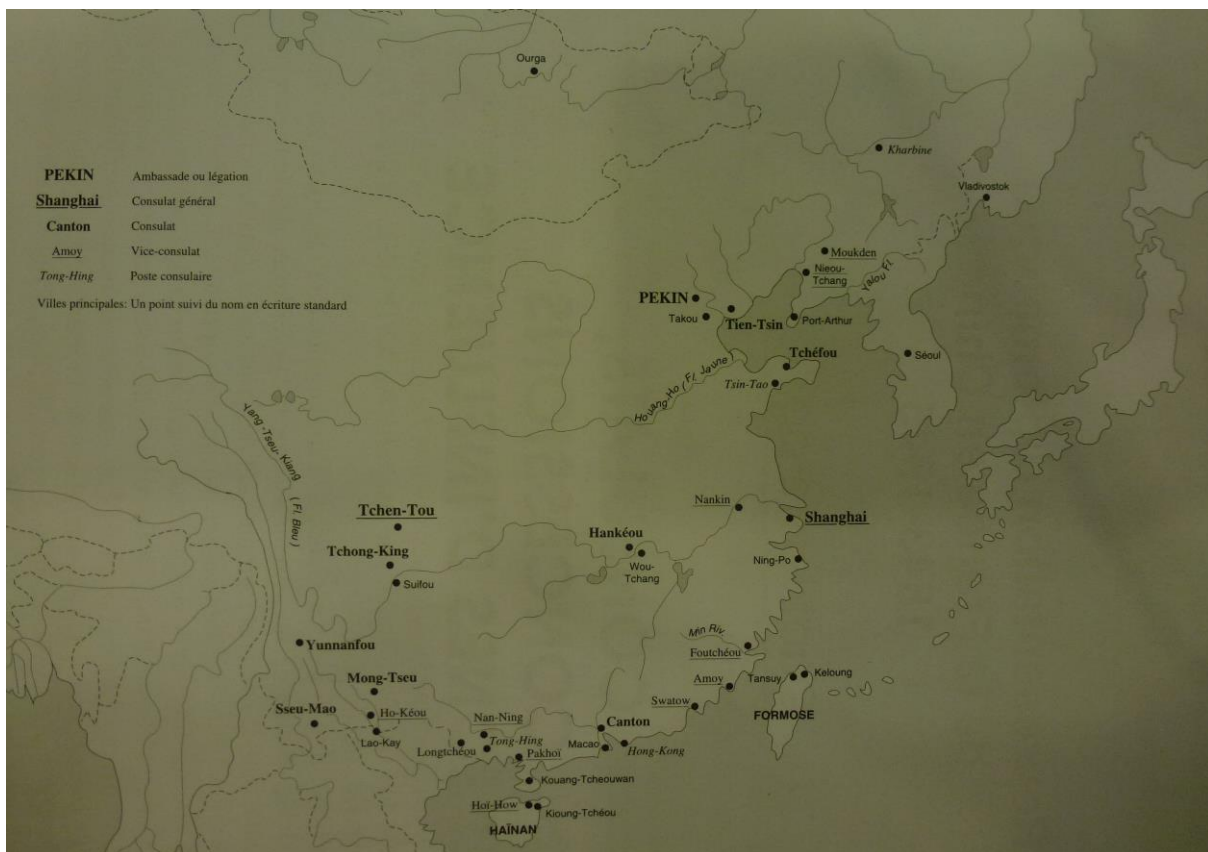 Ourga
Kharbine
PEKIN Ambassade ou légation
Shanghai Consulat général
Canton Consulat
Amoy Vice-consulat
Tong-Hing Poste consulaire
Villes principales: Un point suivi du nom en écriture standard
Vladivostok
Moukden
Nieou-
Tchang
Yalou Fl.
PEKIN
Takou
Tien-Tsin
Port-Arthur
Séoul
Tchéfou
Tsin-Tao
Houang-Ho (Fl. Jaune)
Yang-Tseu-Kiang (Fl. Bleu)
Tchen-Tou
Nankin
Shanghai
Hankéou
Wou-
Tchang
Ning-Po
Tchong-King
Suifou
Min Riv
Foutchéou
Yunnanfou
Mong-Tseu
Amoy
Tansuy
Keloung
Sseu-Mao
Ho-Kéou
Swatow
FORMOSE
Lao-Kay
Nan-Ning
Tong-Hing
Longtchéou
Pakhoï
Canton
Macao
Hong-Kong
Kouang-Tcheouwan
Hoï-How
Kioung-Tchéou
HAÏNAN